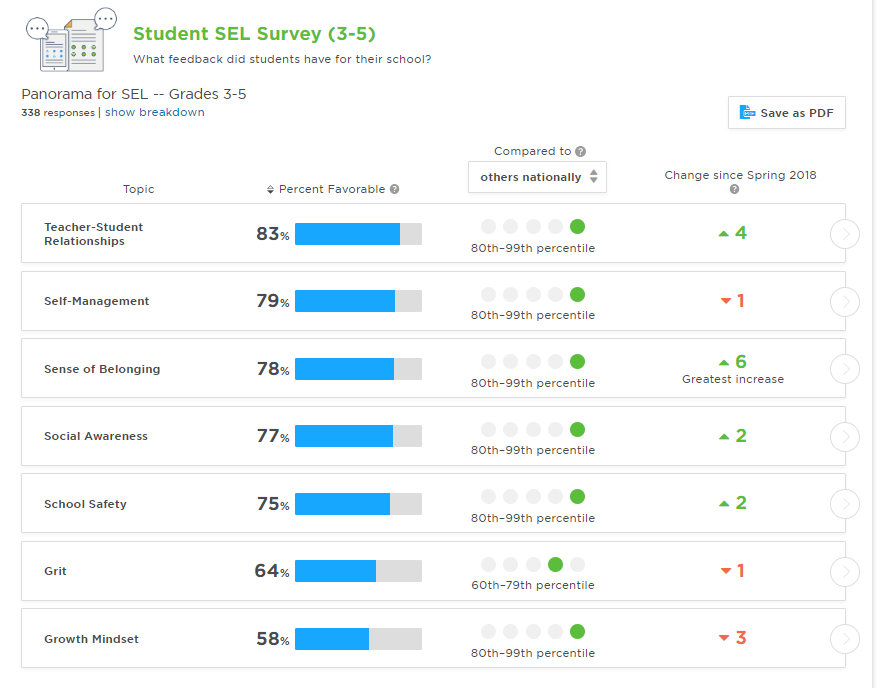 Student SEL Survey (3-5)
What feedback did students have for their school?
Panorama for SEL -- Grades 3-5
338 responses | show breakdown
Save as PDF
Compared to ?
others nationally
Topic
Percent Favorable ?
Change since Spring 2018
?
Teacher-Student
Relationships
83%
80th–99th percentile
4
Self-Management
79%
80th–99th percentile
1
Sense of Belonging
78%
80th–99th percentile
6
Greatest increase
Social Awareness
77%
80th–99th percentile
2
School Safety
75%
80th–99th percentile
2
Grit
64%
60th–79th percentile
1
Growth Mindset
58%
80th–99th percentile
3